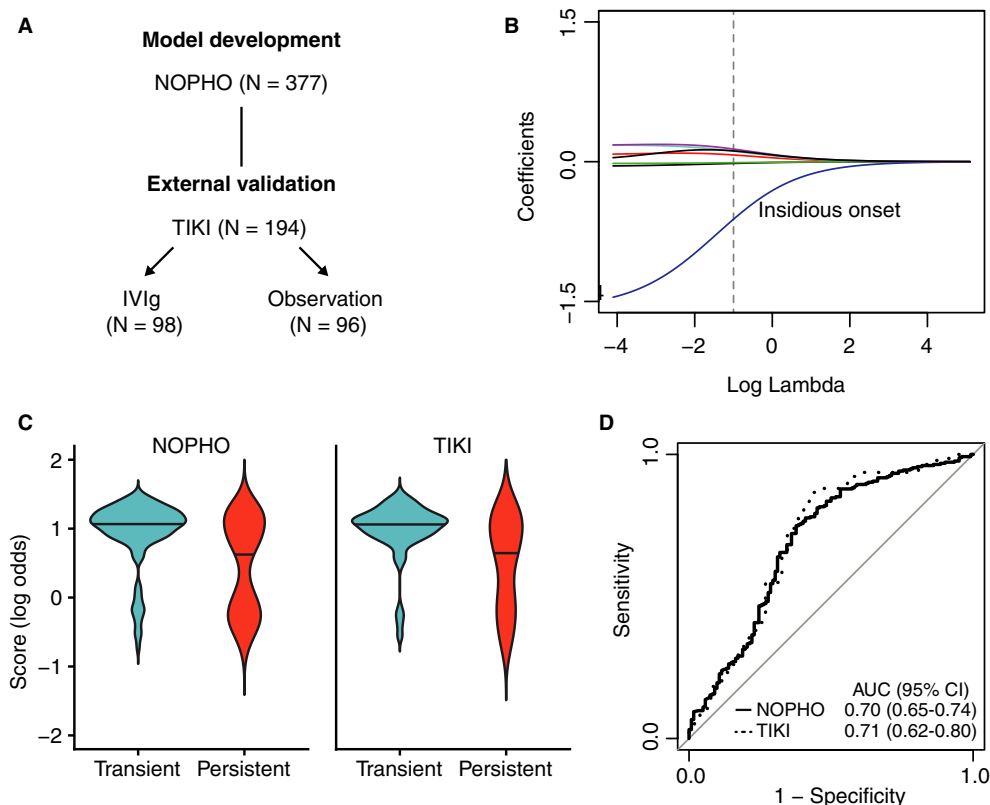 A
Model development
NOPHO (N = 377)
External validation
TIKI (N = 194)
IVIg
(N = 98)
Observation
(N = 96)
B
1.5
0.0
−1.5
Coefficients
Insidious onset
−4 −2 0 2 4
Log Lambda
C
NOPHO TIKI
2
1
0
−1
−2
Score (log odds)
Transient Persistent Transient Persistent
D
1.0
0.0
Sensitivity
AUC (95% CI)
NOPHO 0.70 (0.65-0.74)
TIKI 0.71 (0.62-0.80)
0.0 1.0
1 − Specificity